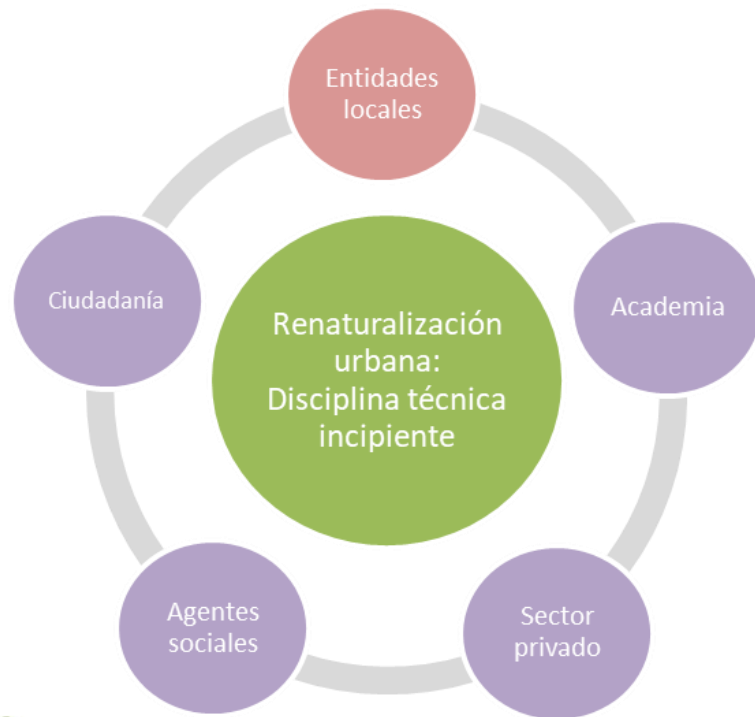 Entidades
locales
Ciudadanía
Academia
Renaturalización
urbana:
Disciplina técnica
incipiente
Agentes
sociales
Sector
privado